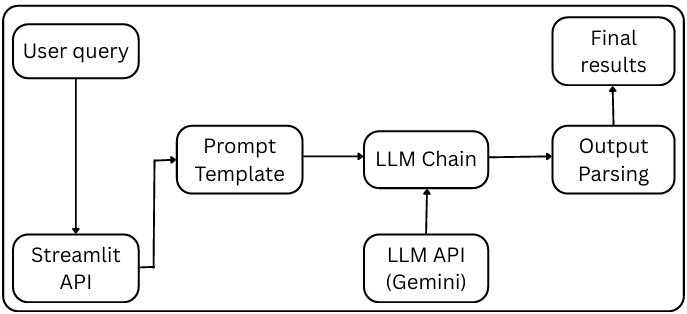 User query
Streamlit
API
Prompt
Template
LLM Chain
LLM API
(Gemini)
Output
Parsing
Final
results